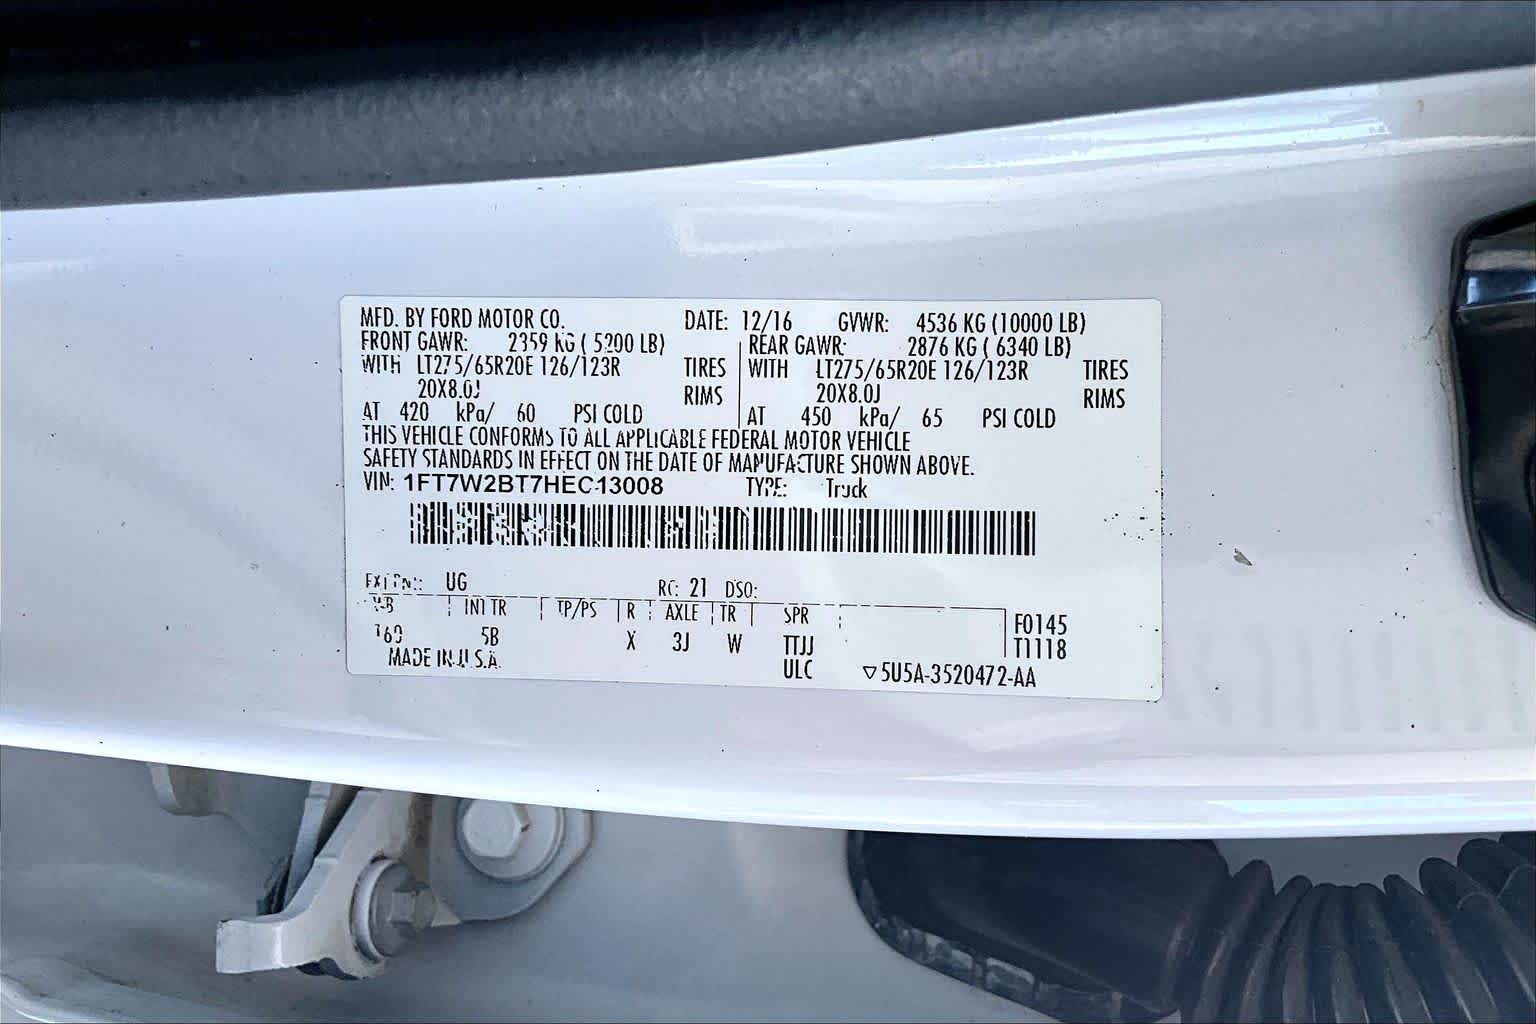 MFD. BY FORD MOTOR CO. DATE: 12/16 GVWR: 4536 KG (10000 LB)
FRONT GAWR: 2359 KG ( 5200 LB) REAR GAWR: 2876 KG ( 6340 LB)
WITH LT275/65R20E 126/123R TIRES WITH LT275/65R20E 126/123R TIRES
20X8.0J RIMS 20X8.0J RIMS
AT 420 kPa/ 60 PSI COLD AT 450 kPa/ 65 PSI COLD
THIS VEHICLE CONFORMS TO ALL APPLICABLE FEDERAL MOTOR VEHICLE
SAFETY STANDARDS IN EFFECT ON THE DATE OF MANUFACTURE SHOWN ABOVE.
VIN: 1FT7W2BT7HEC13008 TYPE: Truck
EXT PNT: UG RC: 21 DSO:
WB INT TR TP/PS R AXLE TR SPR F0145
160 5B X 3J W TTJJ T1118
MADE IN U.S.A. ULC ▽5U5A-3520472-AA